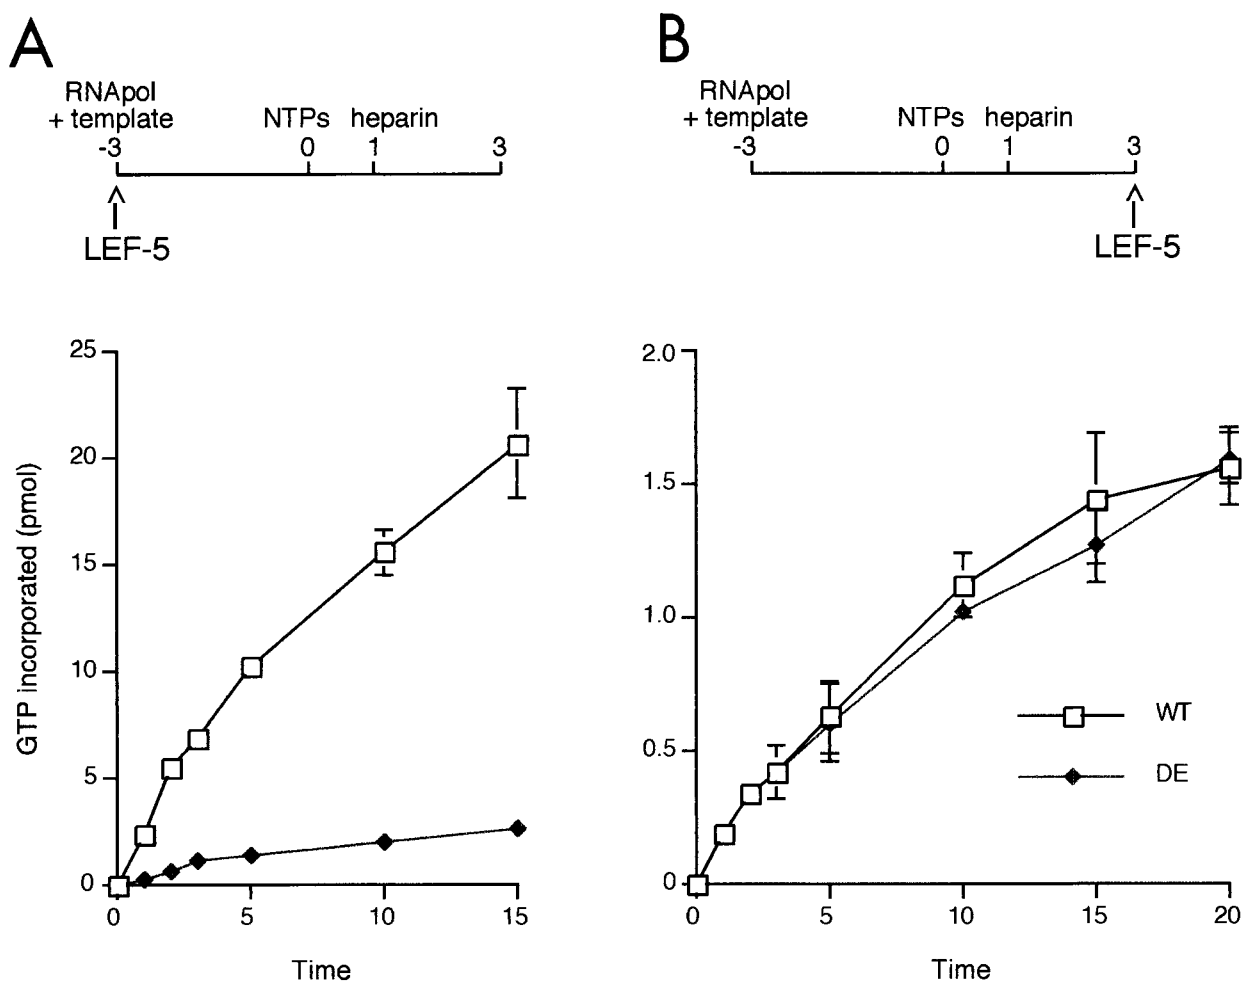 A
B
RNApol
+ template
NTPs heparin
-3 0 1 3
LEF-5
RNApol
+ template
NTPs heparin
-3 0 1 3
LEF-5
GTP incorporated (pmol)
25
20
15
10
5
0
0 5 10 15
Time
2.0
1.5
1.0
0.5
0
0 5 10 15 20
Time
WT
DE